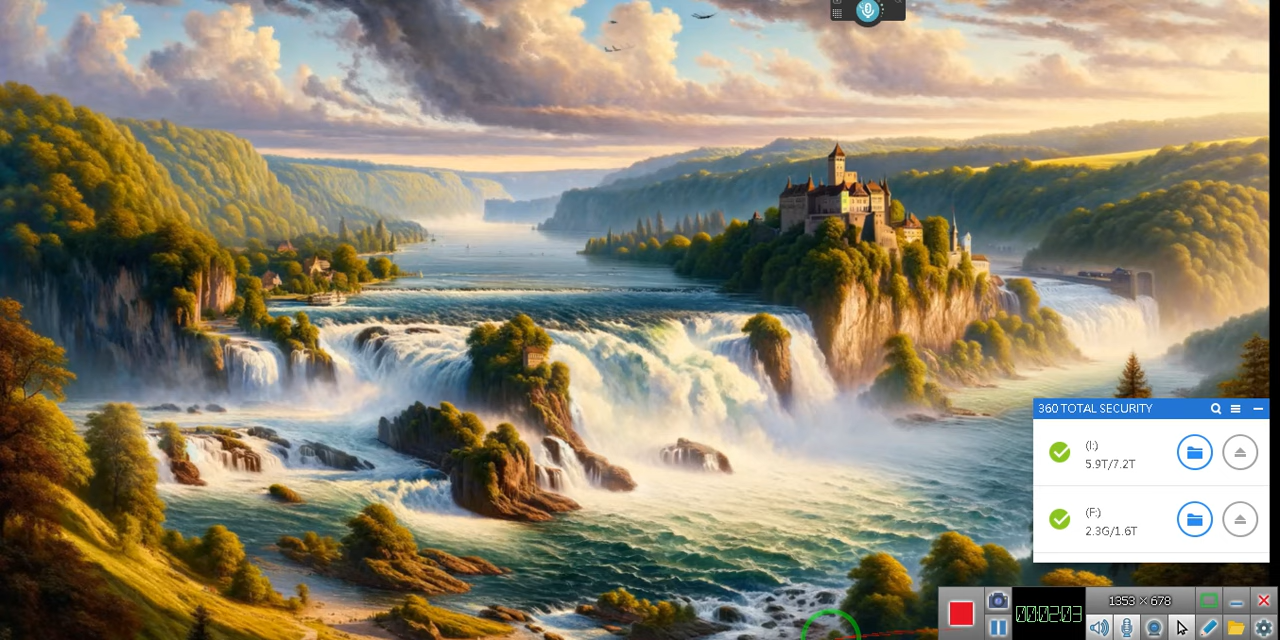 360 TOTAL SECURITY
(I:)
5.9T/7.2T
(F:)
2.3G/1.6T
00:02:03
1353 × 678